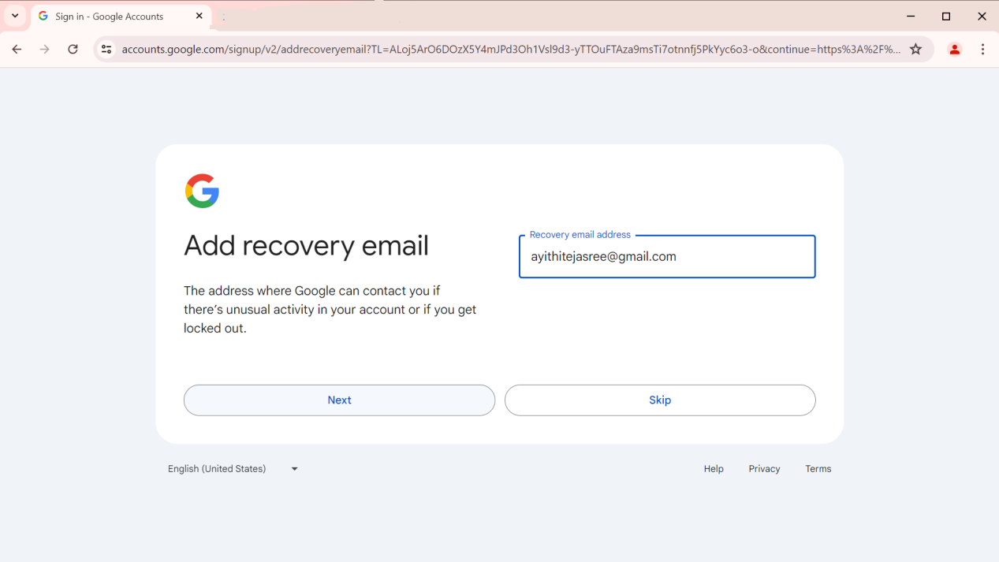 Sign in - Google Accounts
accounts.google.com/signup/v2/addrecoveryemail?TL=ALoj5ArO6DOzX5Y4mJPd3Oh1Vsl9d3-yTTOuFTAza9msTi7otnnfj5PkYyc6o3-o&continue=https%3A%2F%...
Add recovery email
The address where Google can contact you if
there’s unusual activity in your account or if you get
locked out.
Recovery email address
ayithitejasree@gmail.com
Next
Skip
English (United States)
Help
Privacy
Terms